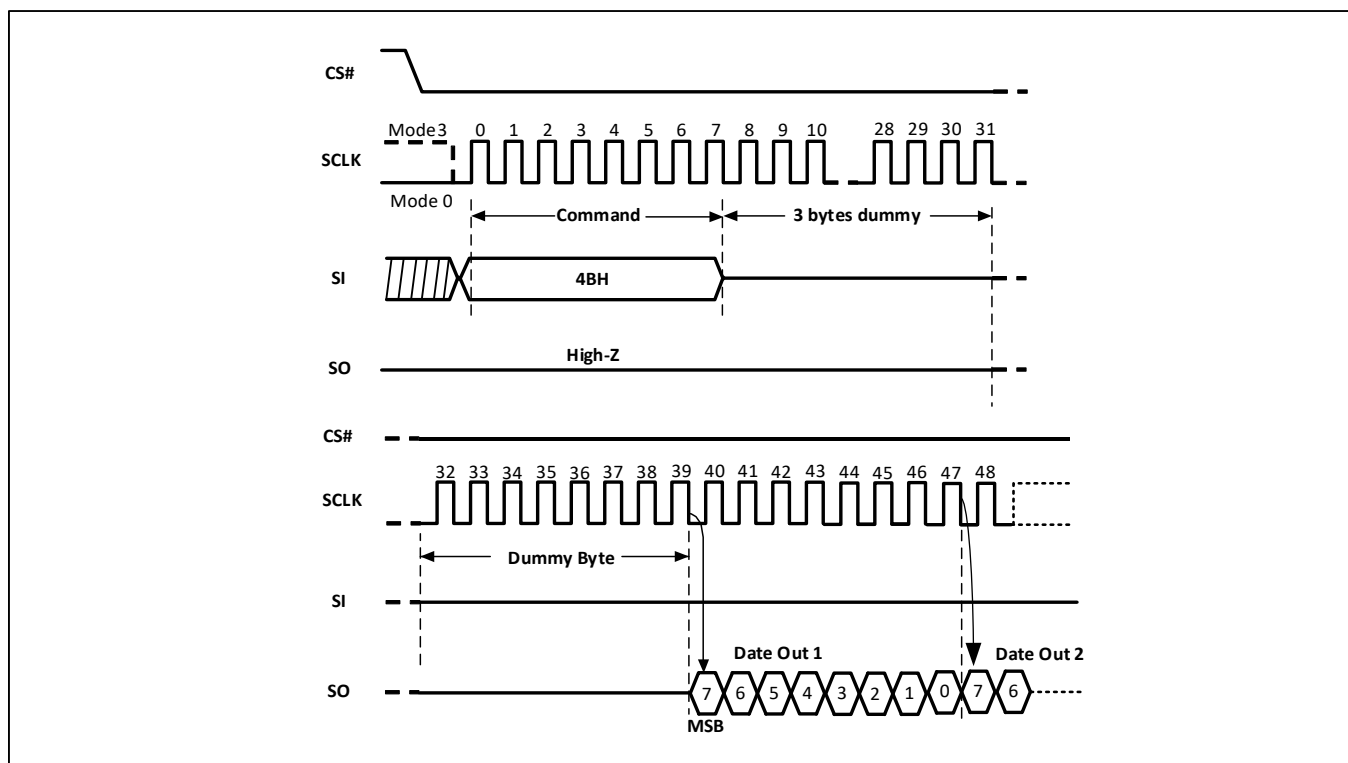 CS#
Mode3 0 1 2 3 4 5 6 7 8 9 10 28 29 30 31
SCLK
Mode 0
Command 3 bytes dummy
SI 4BH
High-Z
SO
CS#
32 33 34 35 36 37 38 39 40 41 42 43 44 45 46 47 48
SCLK
Dummy Byte
SI
Date Out 1 Date Out 2
SO 7 6 5 4 3 2 1 0 7 6
MSB